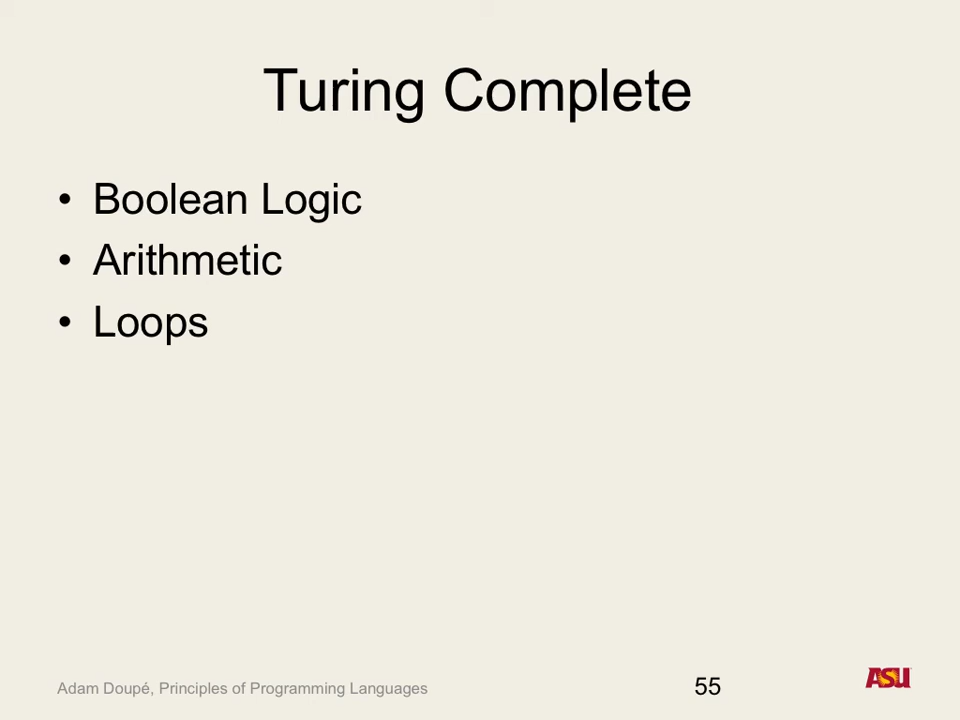 Turing Complete
• Boolean Logic
• Arithmetic
• Loops
Adam Doupé, Principles of Programming Languages
55
ASU